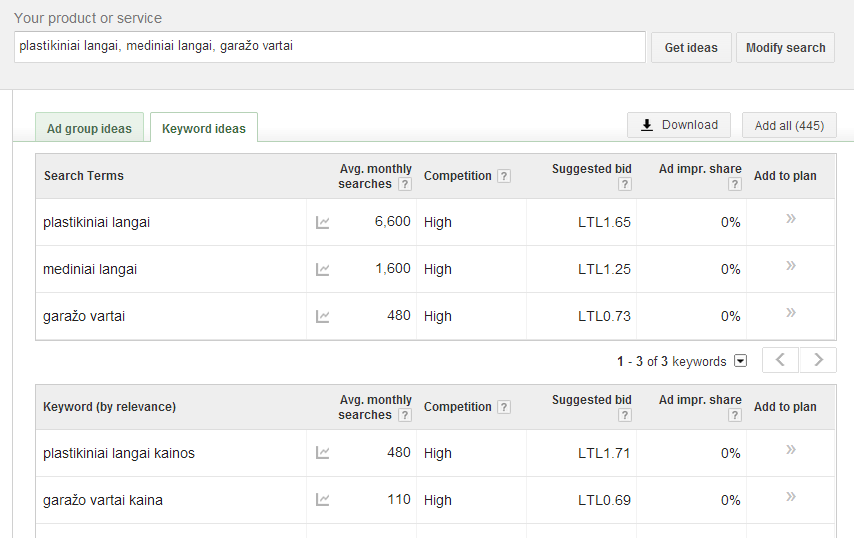 Your product or service
plastikiniai langai, mediniai langai, garažo vartai
Get ideas
Modify search
Ad group ideas
Keyword ideas
Download
Add all (445)
Search Terms
Avg. monthly searches ?
Competition ?
Suggested bid ?
Ad impr. share ?
Add to plan
plastikiniai langai 6,600 High LTL1.65 0% »
mediniai langai 1,600 High LTL1.25 0% »
garažo vartai 480 High LTL0.73 0% »
1 - 3 of 3 keywords
Keyword (by relevance)
Avg. monthly searches ?
Competition ?
Suggested bid ?
Ad impr. share ?
Add to plan
plastikiniai langai kainos 480 High LTL1.71 0% »
garažo vartai kaina 110 High LTL0.69 0% »